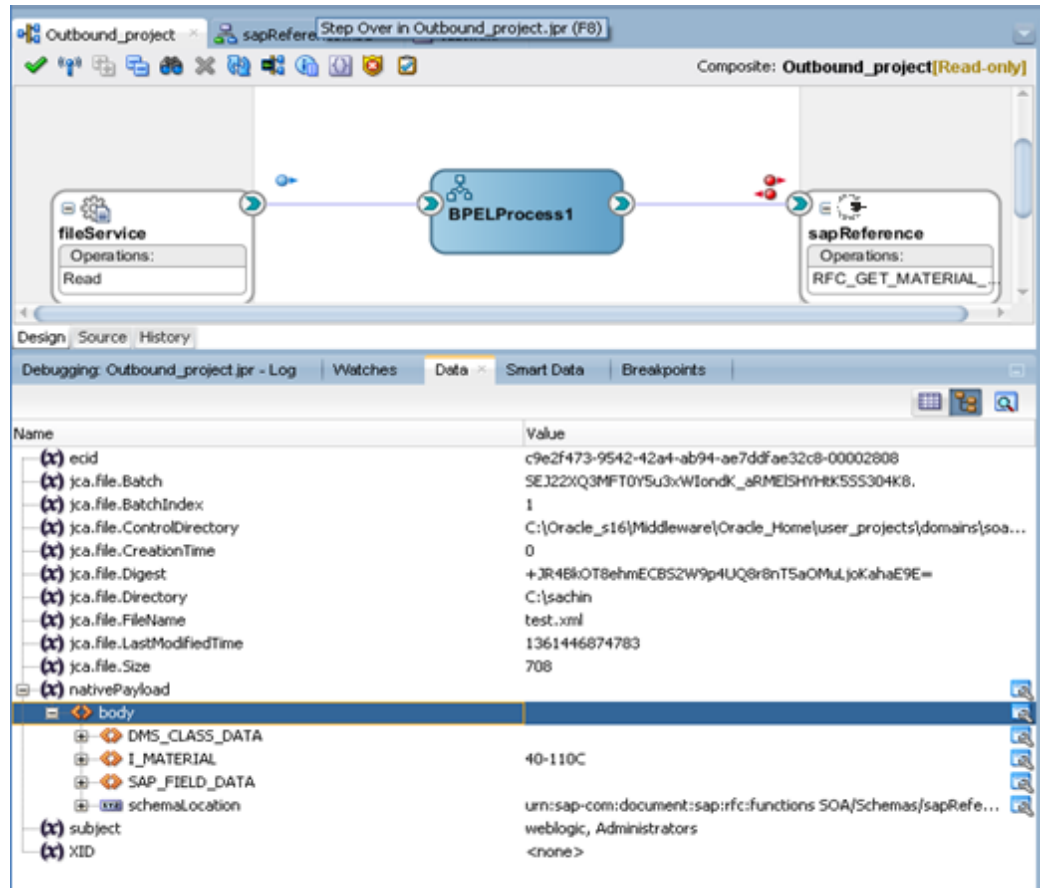 Outbound_project
Step Over in Outbound_project.jpr (F8)
Composite: Outbound_project[Read-only]
fileService
Operations:
Read
BPELProcess1
sapReference
Operations:
RFC_GET_MATERIAL_...
Design Source History
Debugging: Outbound_project.jpr - Log Watches Data Smart Data Breakpoints
Name Value
ecid c9e2f473-9542-42a4-ab94-ae7ddfae32c8-00002808
jca.file.Batch
jca.file.BatchIndex 1
jca.file.ControlDirectory C:\Oracle_s16\Middleware\Oracle_Home\user_projects\domains\soa...
jca.file.CreationTime 0
jca.file.Digest
jca.file.Directory C:\sachin
jca.file.FileName test.xml
jca.file.LastModifiedTime 1361446874783
jca.file.Size 708
nativePayload
body
DMS_CLASS_DATA
I_MATERIAL 40-110C
SAP_FIELD_DATA
schemaLocation urn:sap-com:document:sap:rfc:functions SOA/Schemas/sapRefe...
subject weblogic, Administrators
XID <none>